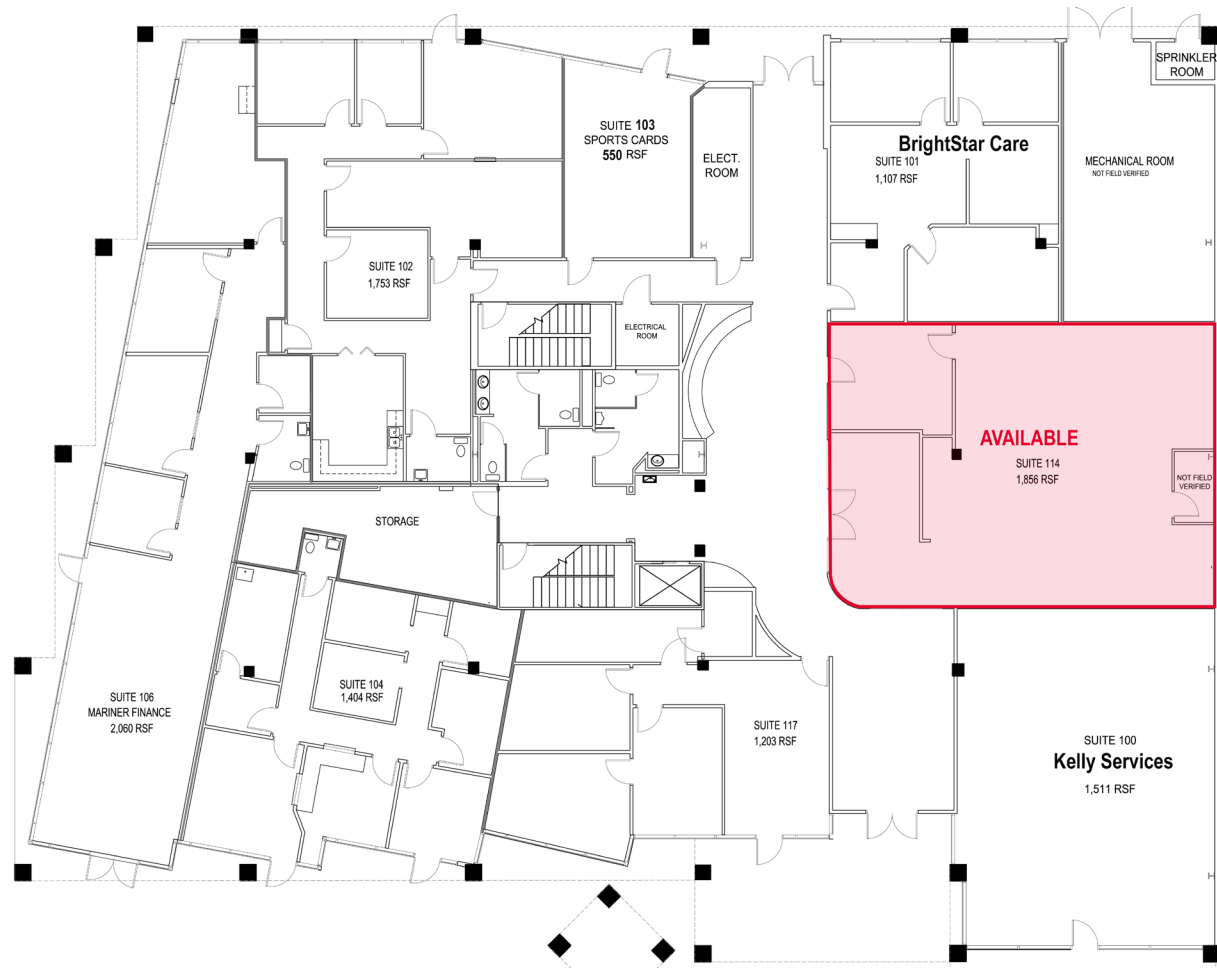 SPRINKLER
ROOM
SUITE 103
SPORTS CARDS
550 RSF
ELECT.
ROOM
BrightStar Care
SUITE 101
1,107 RSF
MECHANICAL ROOM
NOT FIELD VERIFIED
SUITE 102
1,753 RSF
ELECTRICAL
ROOM
AVAILABLE
SUITE 114
1,856 RSF
NOT FIELD
VERIFIED
STORAGE
SUITE 104
1,404 RSF
SUITE 106
MARINER FINANCE
2,060 RSF
SUITE 117
1,203 RSF
SUITE 100
Kelly Services
1,511 RSF